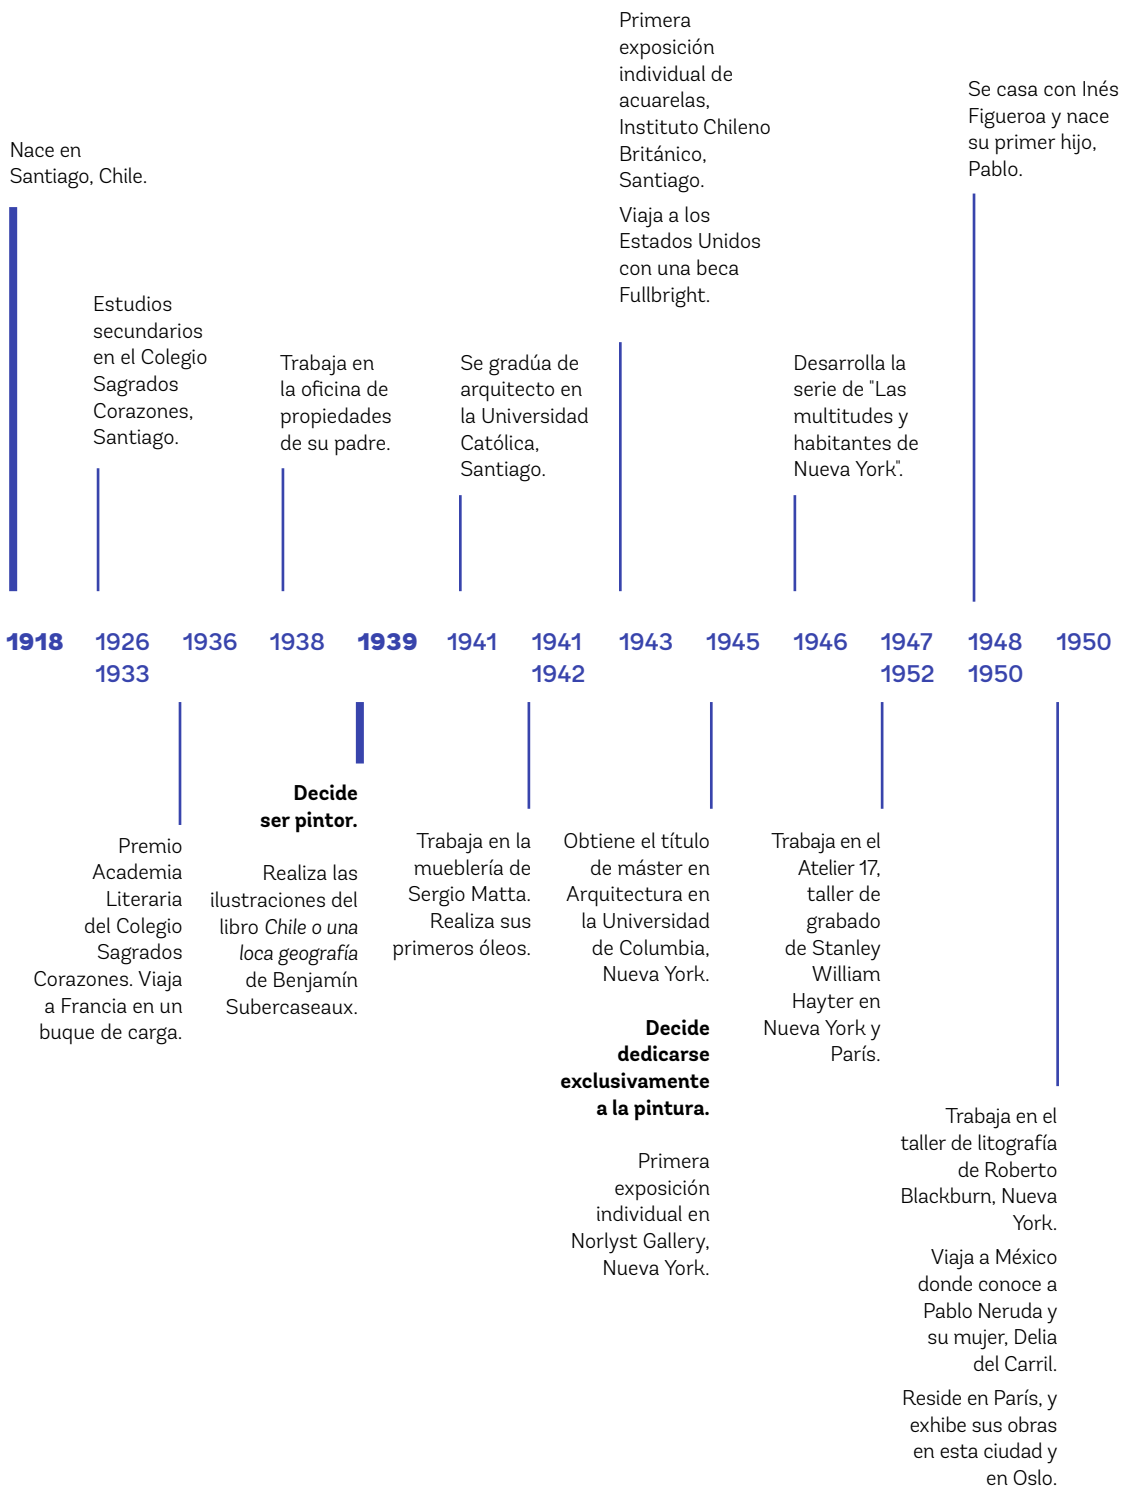 Nace en
Santiago, Chile.
Estudios
secundarios
en el Colegio
Sagrados
Corazones,
Santiago.
Trabaja en
la oficina de
propiedades
de su padre.
Se gradúa de
arquitecto en
la Universidad
Católica,
Santiago.
Primera
exposición
individual de
acuarelas,
Instituto Chileno
Británico,
Santiago.
Viaja a los
Estados Unidos
con una beca
Fullbright.
Desarrolla la
serie de "Las
multitudes y
habitantes de
Nueva York".
Se casa con Inés
Figueroa y nace
su primer hijo,
Pablo.
1918 1926 1936 1938 1939 1941 1941 1943 1945 1946 1947 1948 1950
1933 1942 1952 1950
Premio
Academia
Literaria
del Colegio
Sagrados
Corazones. Viaja
a Francia en un
buque de carga.
Decide
ser pintor.
Realiza las
ilustraciones del
libro Chile o una
loca geografía
de Benjamín
Subercaseaux.
Trabaja en la
mueblería de
Sergio Matta.
Realiza sus
primeros óleos.
Obtiene el título
de máster en
Arquitectura en
la Universidad
de Columbia,
Nueva York.
Decide
dedicarse
exclusivamente
a la pintura.
Primera
exposición
individual en
Norlyst Gallery,
Nueva York.
Trabaja en el
Atelier 17,
taller de
grabado
de Stanley
William
Hayter en
Nueva York y
París.
Trabaja en el
taller de litografía
de Roberto
Blackburn, Nueva
York.
Viaja a México
donde conoce a
Pablo Neruda y
su mujer, Delia
del Carril.
Reside en París, y
exhibe sus obras
en esta ciudad y
en Oslo.